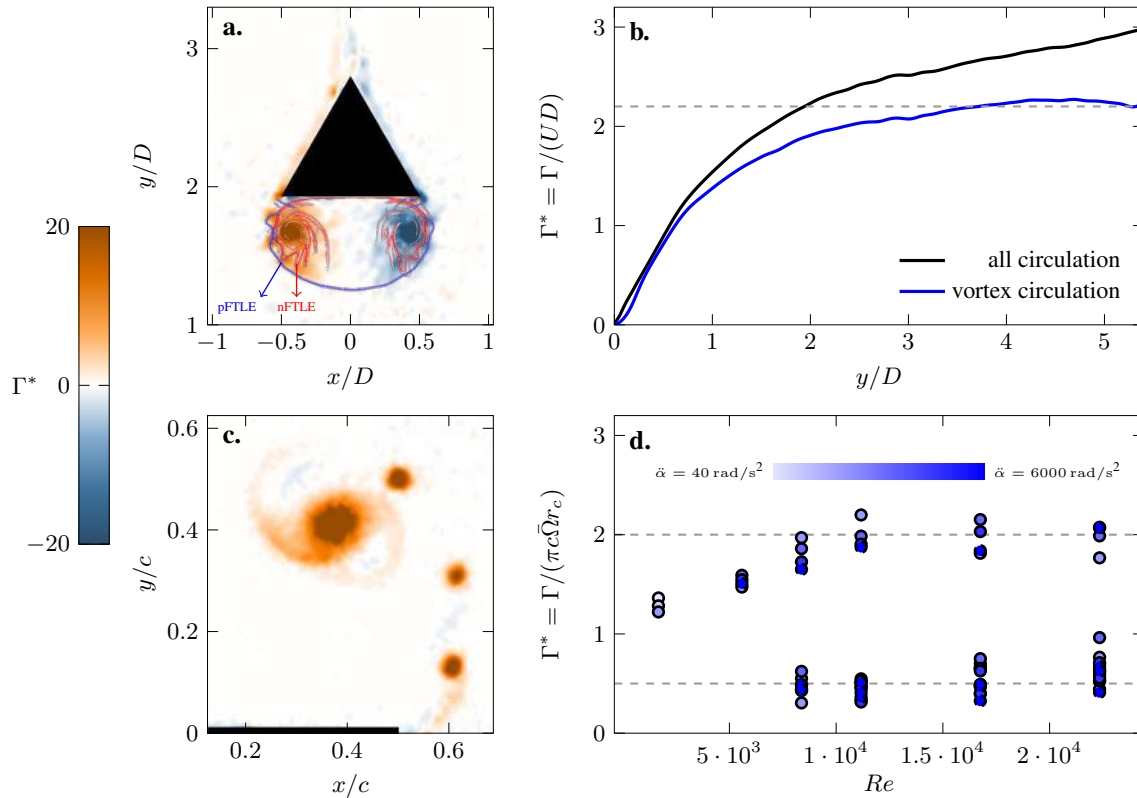 a.
3
2
1
y/D
−1
−0.5
0
0.5
1
x/D
pFTLE
nFTLE
b.
3
2
1
0
Γ* = Γ/(UD)
all circulation
vortex circulation
0
1
2
3
4
5
y/D
20
0
−20
Γ*
c.
0.6
0.4
0.2
0
y/c
0.2
0.4
0.6
x/c
d.
3
2
1
0
Γ* = Γ/(πcΩ̄r_c)
α̈ = 40 rad/s²
α̈ = 6000 rad/s²
5 · 10³
1 · 10⁴
1.5 · 10⁴
2 · 10⁴
Re